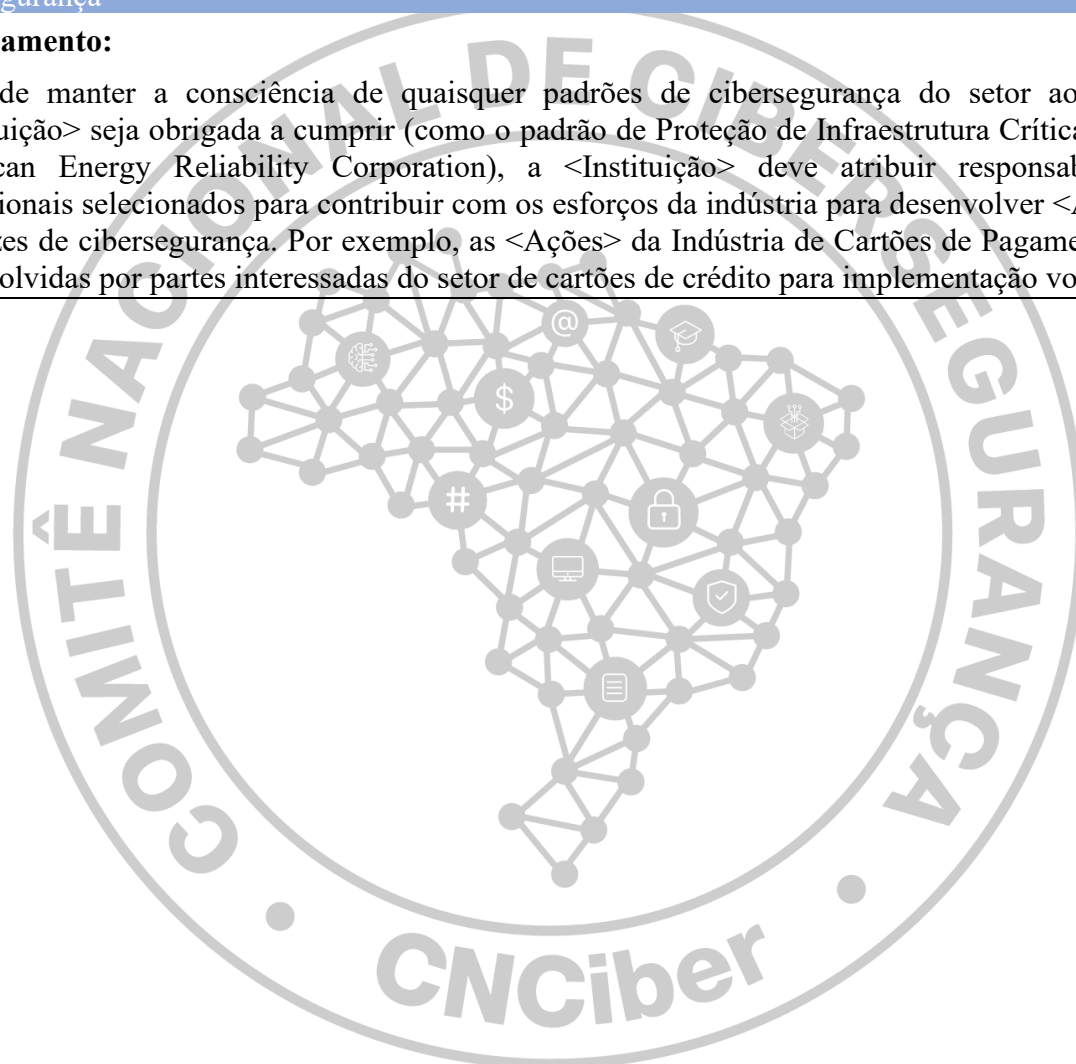 gurança
amento:
de manter a consciência de quaisquer padrões de cibersegurança do setor ao
uição> seja obrigada a cumprir (como o padrão de Proteção de Infraestrutura Crítica
can Energy Reliability Corporation), a <Instituição> deve atribuir responsab
ionais selecionados para contribuir com os esforços da indústria para desenvolver <A
zes de cibersegurança. Por exemplo, as <Ações> da Indústria de Cartões de Pagame
olvidas por partes interessadas do setor de cartões de crédito para implementação vo
COMITÊ NACIONAL DE CIBERSEGURANÇA
@
$
#
CNCiber